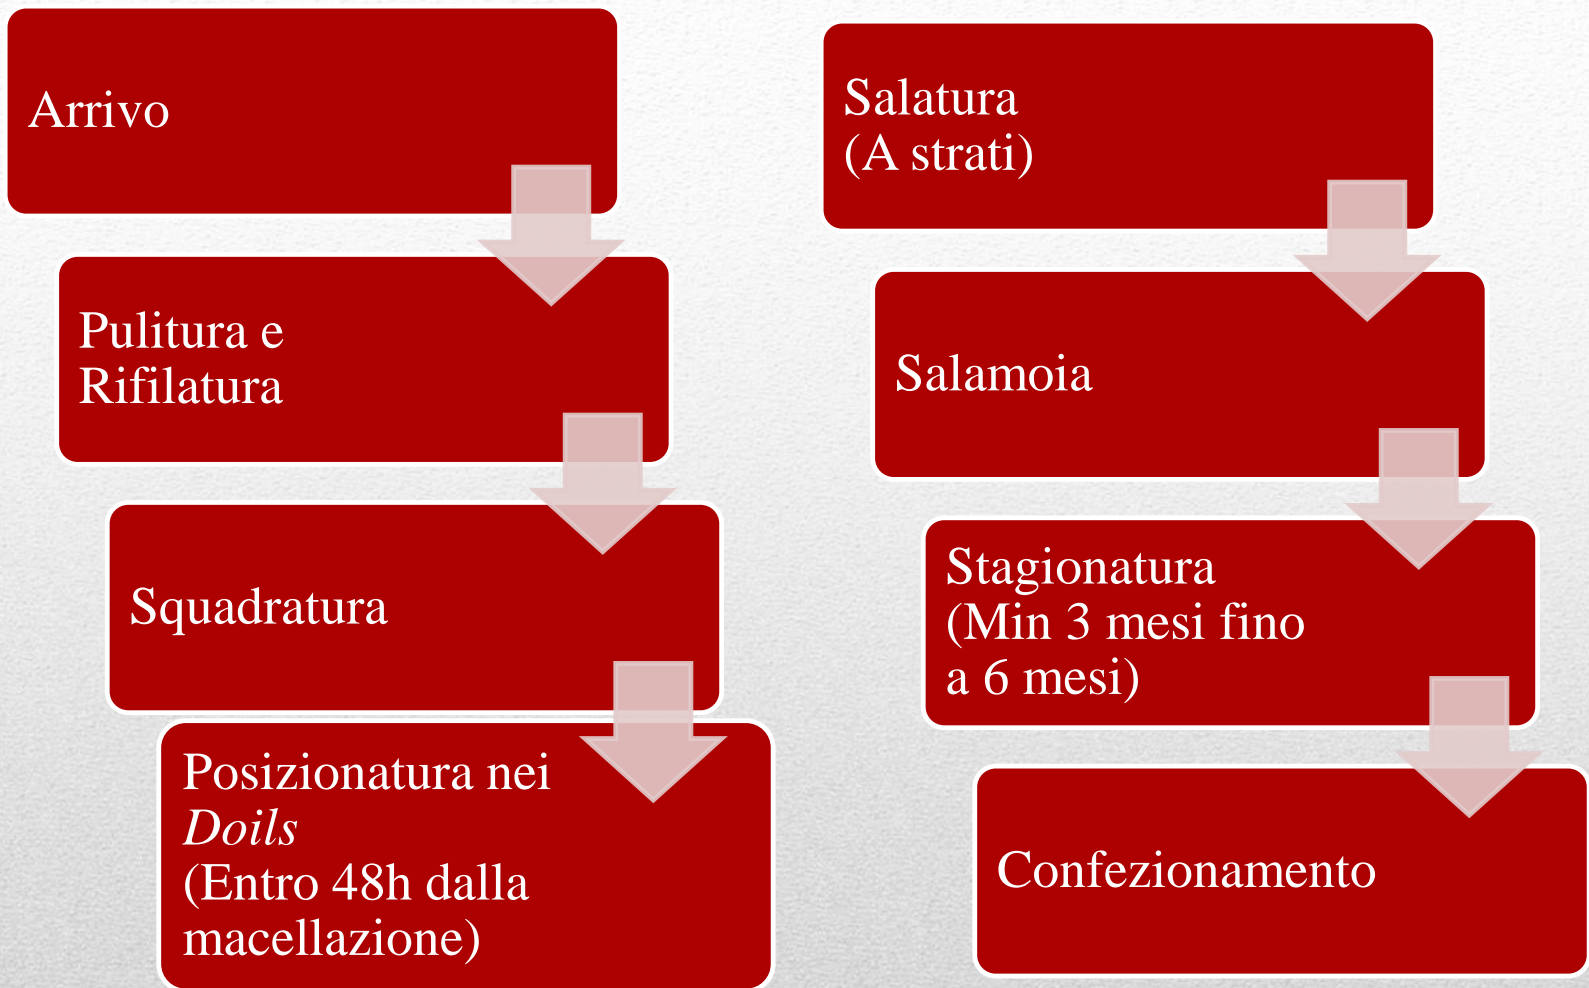 Arrivo
Pulitura e
Rifilatura
Squadratura
Posizionatura nei
Doils
(Entro 48h dalla
macellazione)
Salatura
(A strati)
Salamoia
Stagionatura
(Min 3 mesi fino
a 6 mesi)
Confezionamento